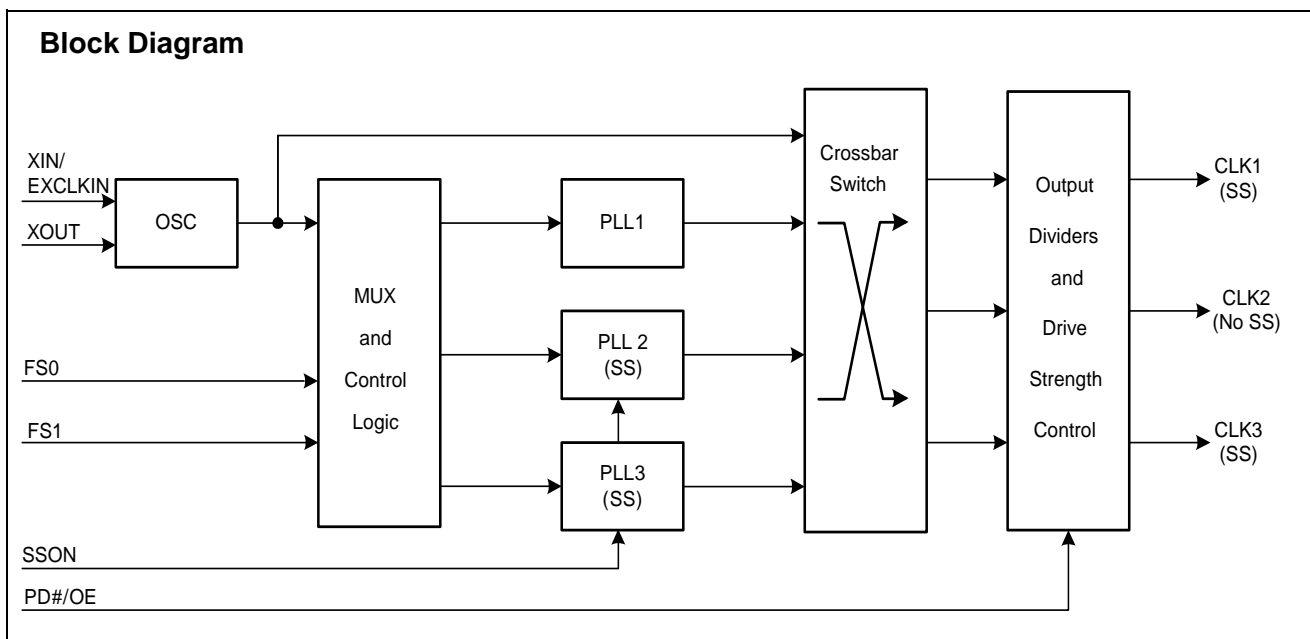 Block Diagram
XIN/
EXCLKIN
XOUT
OSC
FS0
FS1
SSON
PD#/OE
MUX
and
Control
Logic
PLL1
PLL 2
(SS)
PLL3
(SS)
Crossbar
Switch
Output
Dividers
and
Drive
Strength
Control
CLK1
(SS)
CLK2
(No SS)
CLK3
(SS)